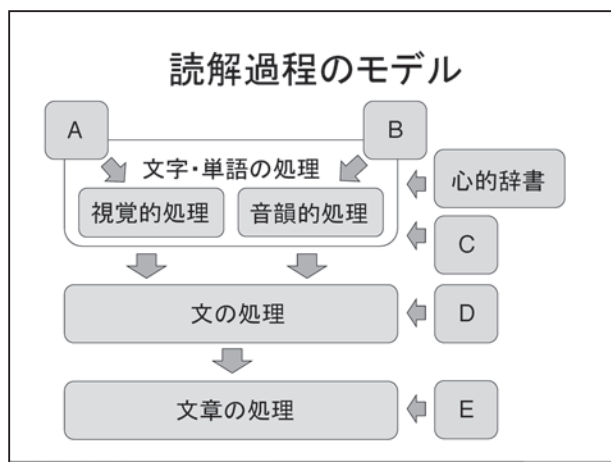 読解過程のモデル
A
B
文字・単語の処理
心的辞書
視覚的処理
音韻的処理
C
文の処理
D
文章の処理
E